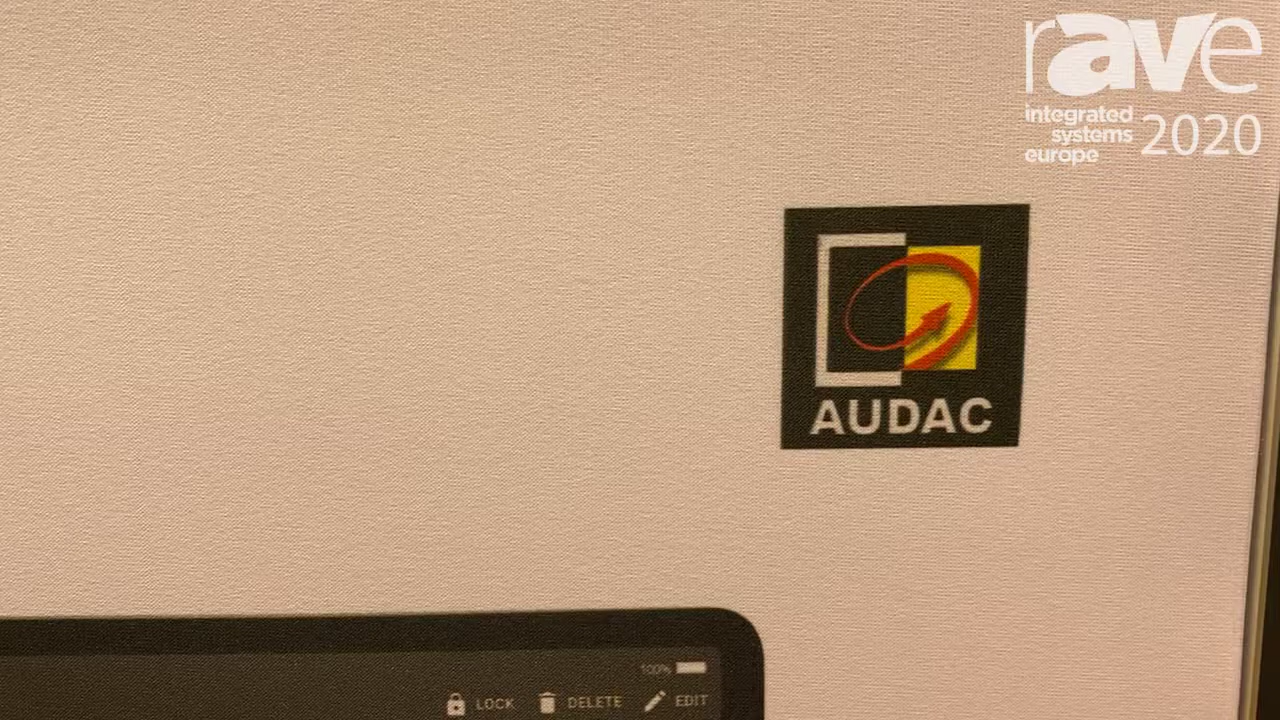 rave
integrated
systems
europe
2020
AUDAC
100%
LOCK DELETE EDIT